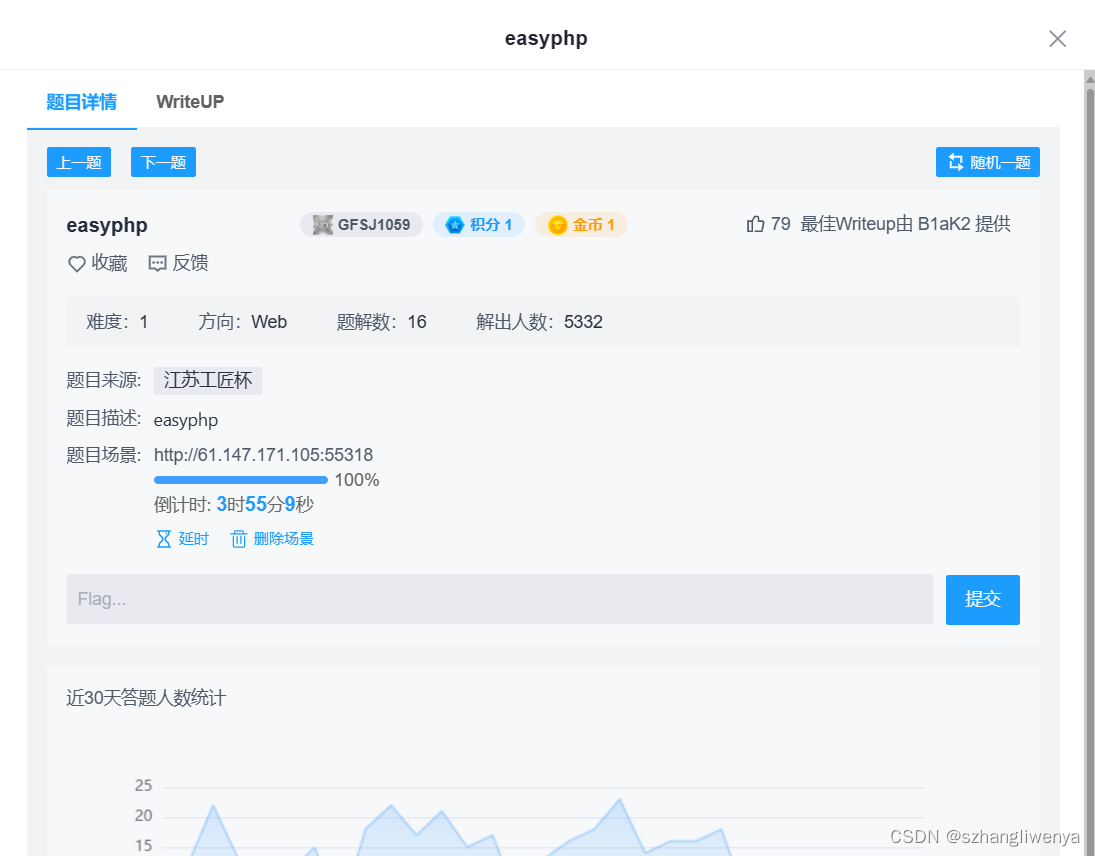 easyphp
题目详情 WriteUP
上一题 下一题 随机一题
easyphp GFSJ1059 积分 1 金币 1 79 最佳Writeup由 B1aK2 提供
收藏 反馈
难度：1 方向：Web 题解数：16 解出人数：5332
题目来源: 江苏工匠杯
题目描述: easyphp
题目场景: http://61.147.171.105:55318
100%
倒计时: 3时55分9秒
延时 删除场景
Flag... 提交
近30天答题人数统计
25
20
15
CSDN @szhangliwenya